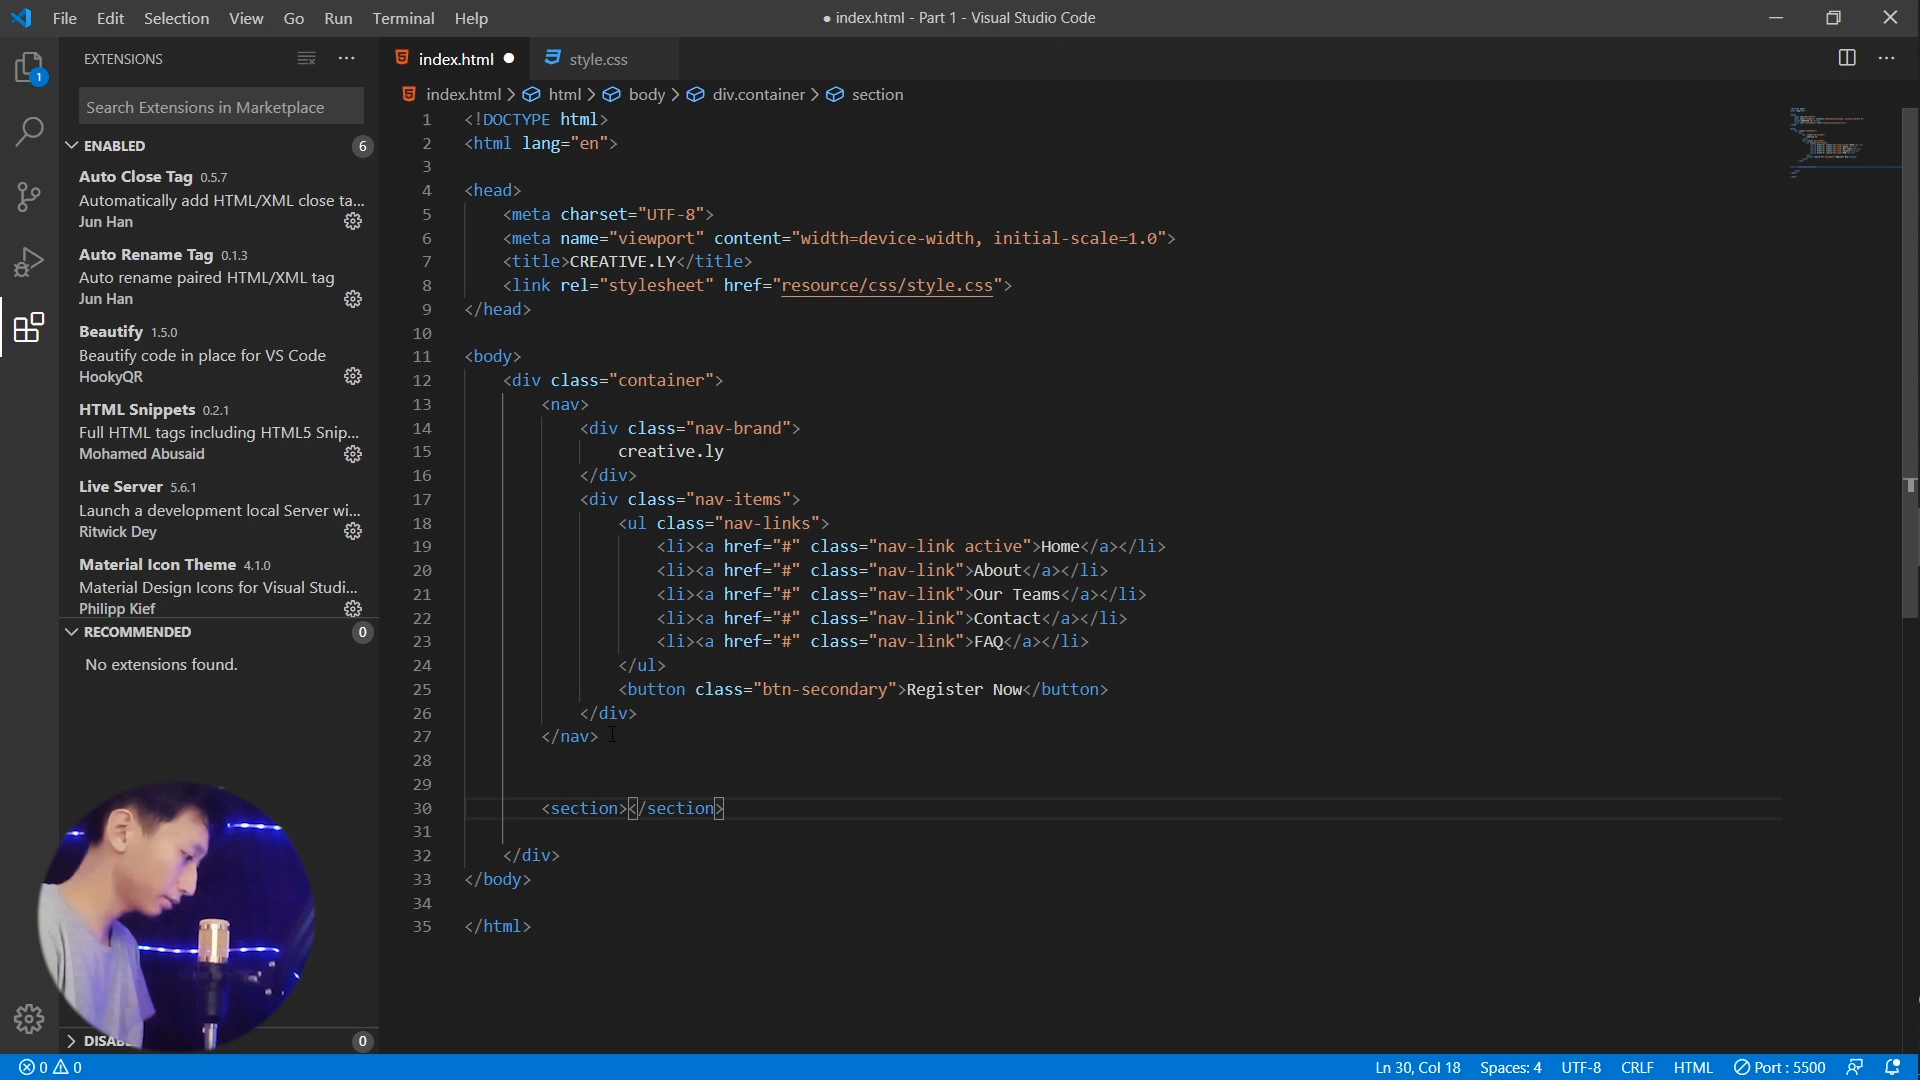 File Edit Selection View Go Run Terminal Help
● index.html - Part 1 - Visual Studio Code
EXTENSIONS
index.html
style.css
index.html > html > body > div.container > section
Search Extensions in Marketplace
ENABLED 6
Auto Close Tag 0.5.7
Automatically add HTML/XML close ta...
Jun Han
Auto Rename Tag 0.1.3
Auto rename paired HTML/XML tag
Jun Han
Beautify 1.5.0
Beautify code in place for VS Code
HookyQR
HTML Snippets 0.2.1
Full HTML tags including HTML5 Snip...
Mohamed Abusaid
Live Server 5.6.1
Launch a development local Server wi...
Ritwick Dey
Material Icon Theme 4.1.0
Material Design Icons for Visual Studi...
Philipp Kief
RECOMMENDED 0
No extensions found.
0
1
1 <!DOCTYPE html>
2 <html lang="en">
3
4 <head>
5 <meta charset="UTF-8">
6 <meta name="viewport" content="width=device-width, initial-scale=1.0">
7 <title>CREATIVE.LY</title>
8 <link rel="stylesheet" href="resource/css/style.css">
9 </head>
10
11 <body>
12 <div class="container">
13 <nav>
14 <div class="nav-brand">
15 creative.ly
16 </div>
17 <div class="nav-items">
18 <ul class="nav-links">
19 <li><a href="#" class="nav-link active">Home</a></li>
20 <li><a href="#" class="nav-link">About</a></li>
21 <li><a href="#" class="nav-link">Our Teams</a></li>
22 <li><a href="#" class="nav-link">Contact</a></li>
23 <li><a href="#" class="nav-link">FAQ</a></li>
24 </ul>
25 <button class="btn-secondary">Register Now</button>
26 </div>
27 </nav>
28
29
30 <section></section>
31
32 </div>
33 </body>
34
35 </html>
0 0 Ln 30, Col 18 Spaces: 4 UTF-8 CRLF HTML Port : 5500